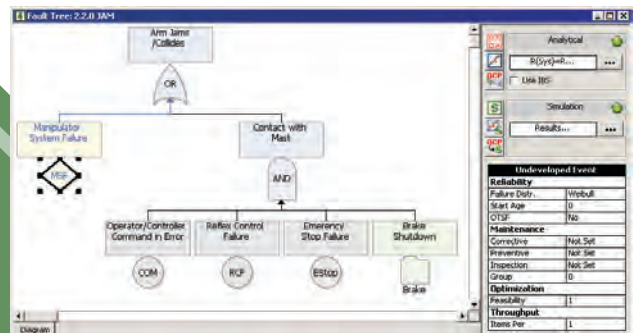 Fault Tree: 2.2.0 JAM
Arm Jams
/Collides
OR
Manipulator
System Failure
MSF
Contact with
Mast
AND
Operator/Controller
Command in Error
COM
Reflex Control
Failure
RCF
Emerency
Stop Failure
EStop
Brake
Shutdown
Brake
Diagram
Analytical
R(Sys)=R...
...
Use IBS
QCP
Simulation
Results...
...
QCP
Undeveloped Event
Reliability
Failure Distr... Weibull
Start Age 0
OTSF No
Maintenance
Corrective Not Set
Preventive Not Set
Inspection Not Set
Group 0
Optimization
Feasibility 1
Throughput
Items Per 1